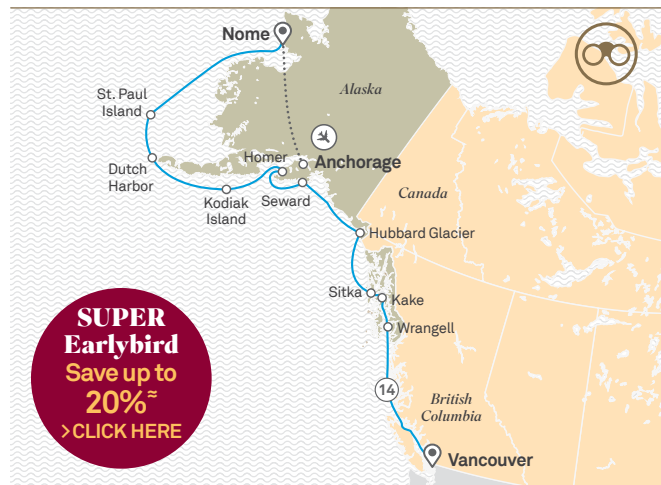 Nome
Alaska
St. Paul
Island
Homer
Anchorage
Dutch
Harbor
Canada
Kodiak
Island
Seward
Hubbard Glacier
Sitka
Kake
Wrangell
SUPER
Earlybird
Save up to
20%≈
>CLICK HERE
14
British
Columbia
Vancouver